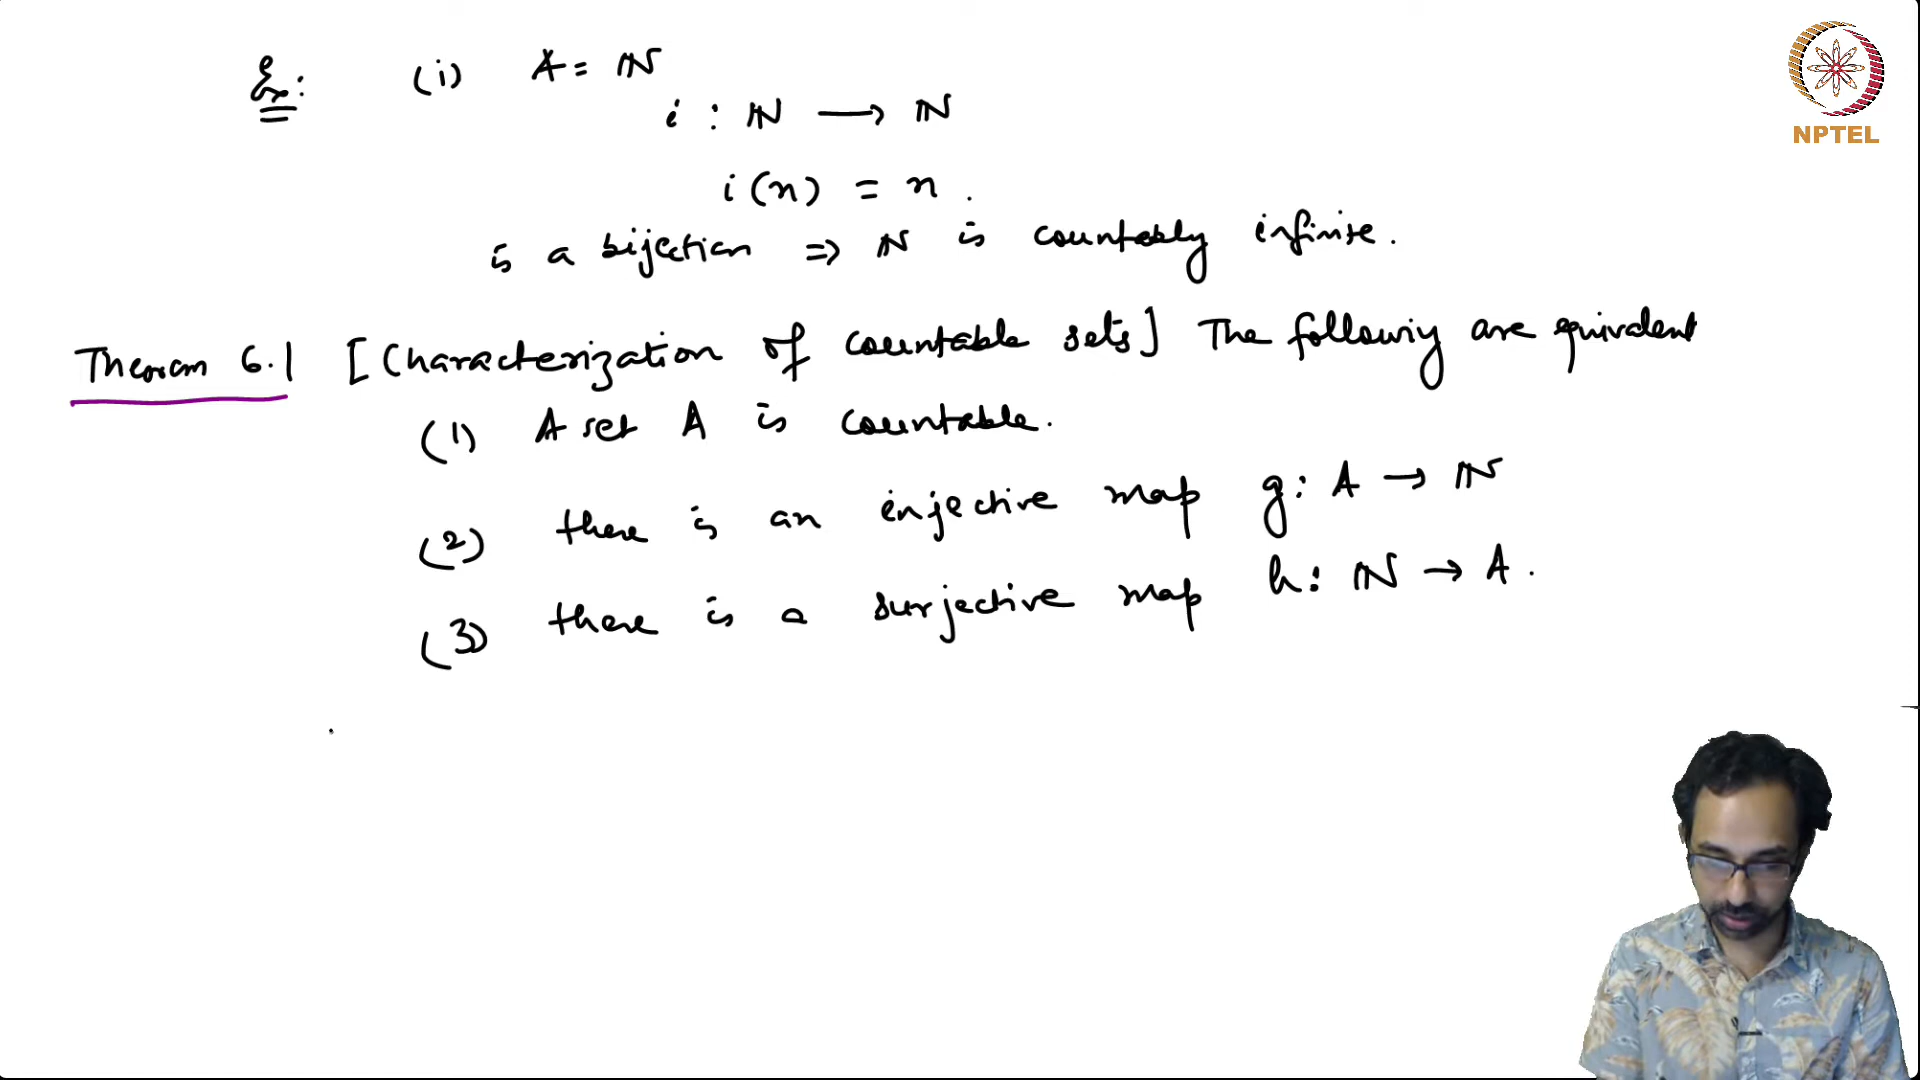 Ex: (i) A = ℕ
i : ℕ → ℕ
i(n) = n.
is a bijection ⇒ ℕ is countably infinite.
Theorem 6.1 [Characterization of countable sets] The following are equivalent
(1) A set A is countable.
(2) there is an injective map g: A → ℕ
(3) there is a surjective map h: ℕ → A.
NPTEL